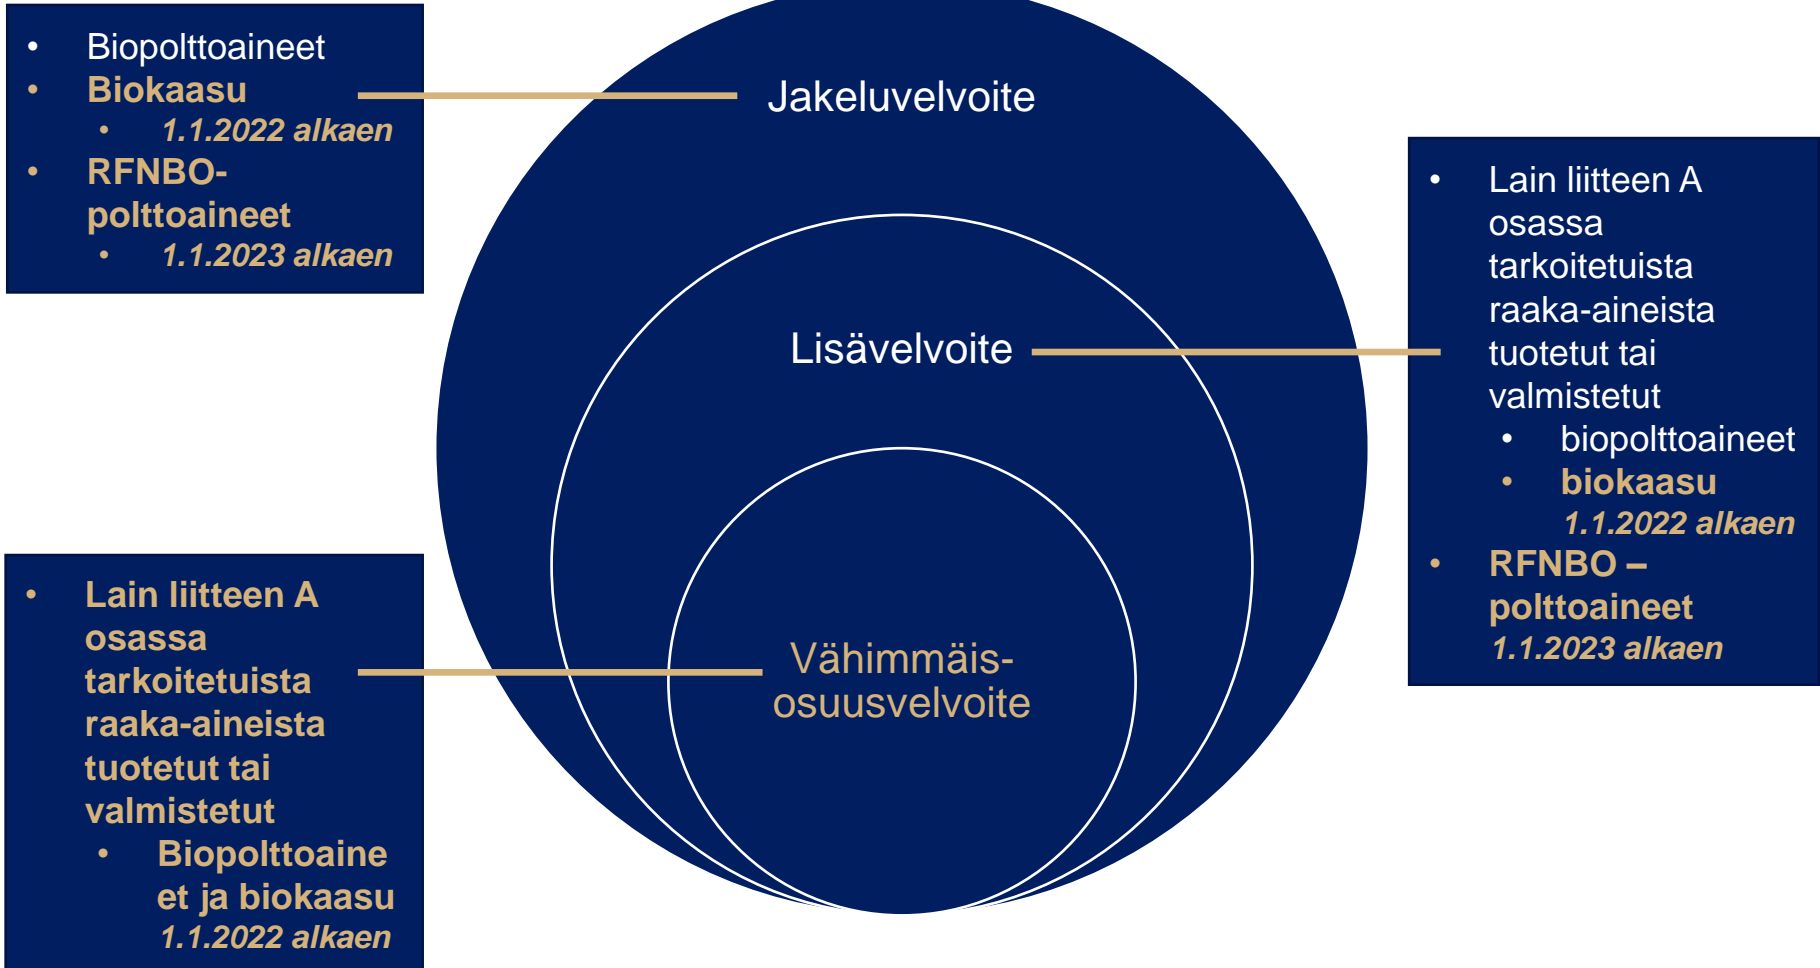 • Biopolttoaineet
• Biokaasu
• 1.1.2022 alkaen
• RFNBO-
polttoaineet
• 1.1.2023 alkaen
Jakeluvelvoite
Lisävelvoite
Vähimmäis-
osuusvelvoite
• Lain liitteen A
osassa
tarkoitetuista
raaka-aineista
tuotetut tai
valmistetut
• biopolttoaineet
• biokaasu
1.1.2022 alkaen
• RFNBO –
polttoaineet
1.1.2023 alkaen
• Lain liitteen A
osassa
tarkoitetuista
raaka-aineista
tuotetut tai
valmistetut
• Biopolttoaine
et ja biokaasu
1.1.2022 alkaen